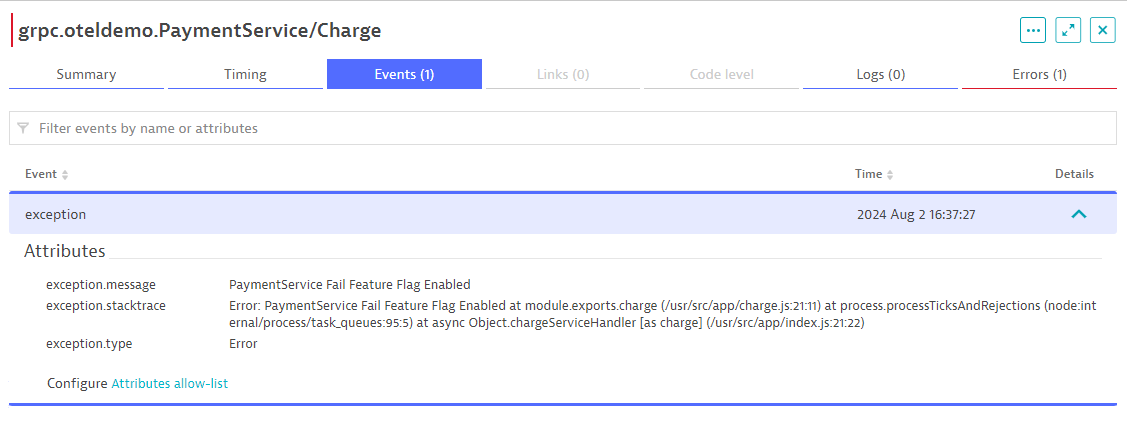 grpc.oteldemo.PaymentService/Charge
Summary
Timing
Events (1)
Links (0)
Code level
Logs (0)
Errors (1)
Filter events by name or attributes
Event
Time
Details
exception
2024 Aug 2 16:37:27
Attributes
exception.message PaymentService Fail Feature Flag Enabled
exception.stacktrace Error: PaymentService Fail Feature Flag Enabled at module.exports.charge (/usr/src/app/charge.js:21:11) at process.processTicksAndRejections (node:int
ernal/process/task_queues:95:5) at async Object.chargeServiceHandler [as charge] (/usr/src/app/index.js:21:22)
exception.type Error
Configure Attributes allow-list